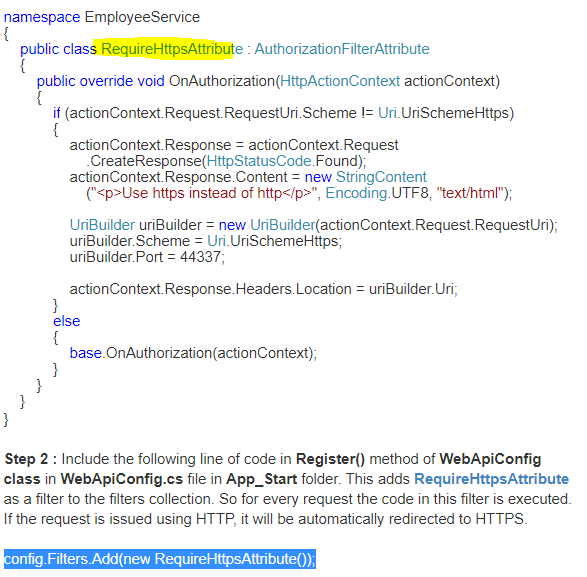 namespace EmployeeService
{
public class RequireHttpsAttribute : AuthorizationFilterAttribute
{
public override void OnAuthorization(HttpActionContext actionContext)
{
if (actionContext.Request.RequestUri.Scheme != Uri.UriSchemeHttps)
{
actionContext.Response = actionContext.Request
.CreateResponse(HttpStatusCode.Found);
actionContext.Response.Content = new StringContent
("<p>Use https instead of http</p>", Encoding.UTF8, "text/html");
UriBuilder uriBuilder = new UriBuilder(actionContext.Request.RequestUri);
uriBuilder.Scheme = Uri.UriSchemeHttps;
uriBuilder.Port = 44337;
actionContext.Response.Headers.Location = uriBuilder.Uri;
}
else
{
base.OnAuthorization(actionContext);
}
}
}
}
Step 2 : Include the following line of code in Register() method of WebApiConfig
class in WebApiConfig.cs file in App_Start folder. This adds RequireHttpsAttribute
as a filter to the filters collection. So for every request the code in this filter is executed.
If the request is issued using HTTP, it will be automatically redirected to HTTPS.
config.Filters.Add(new RequireHttpsAttribute());